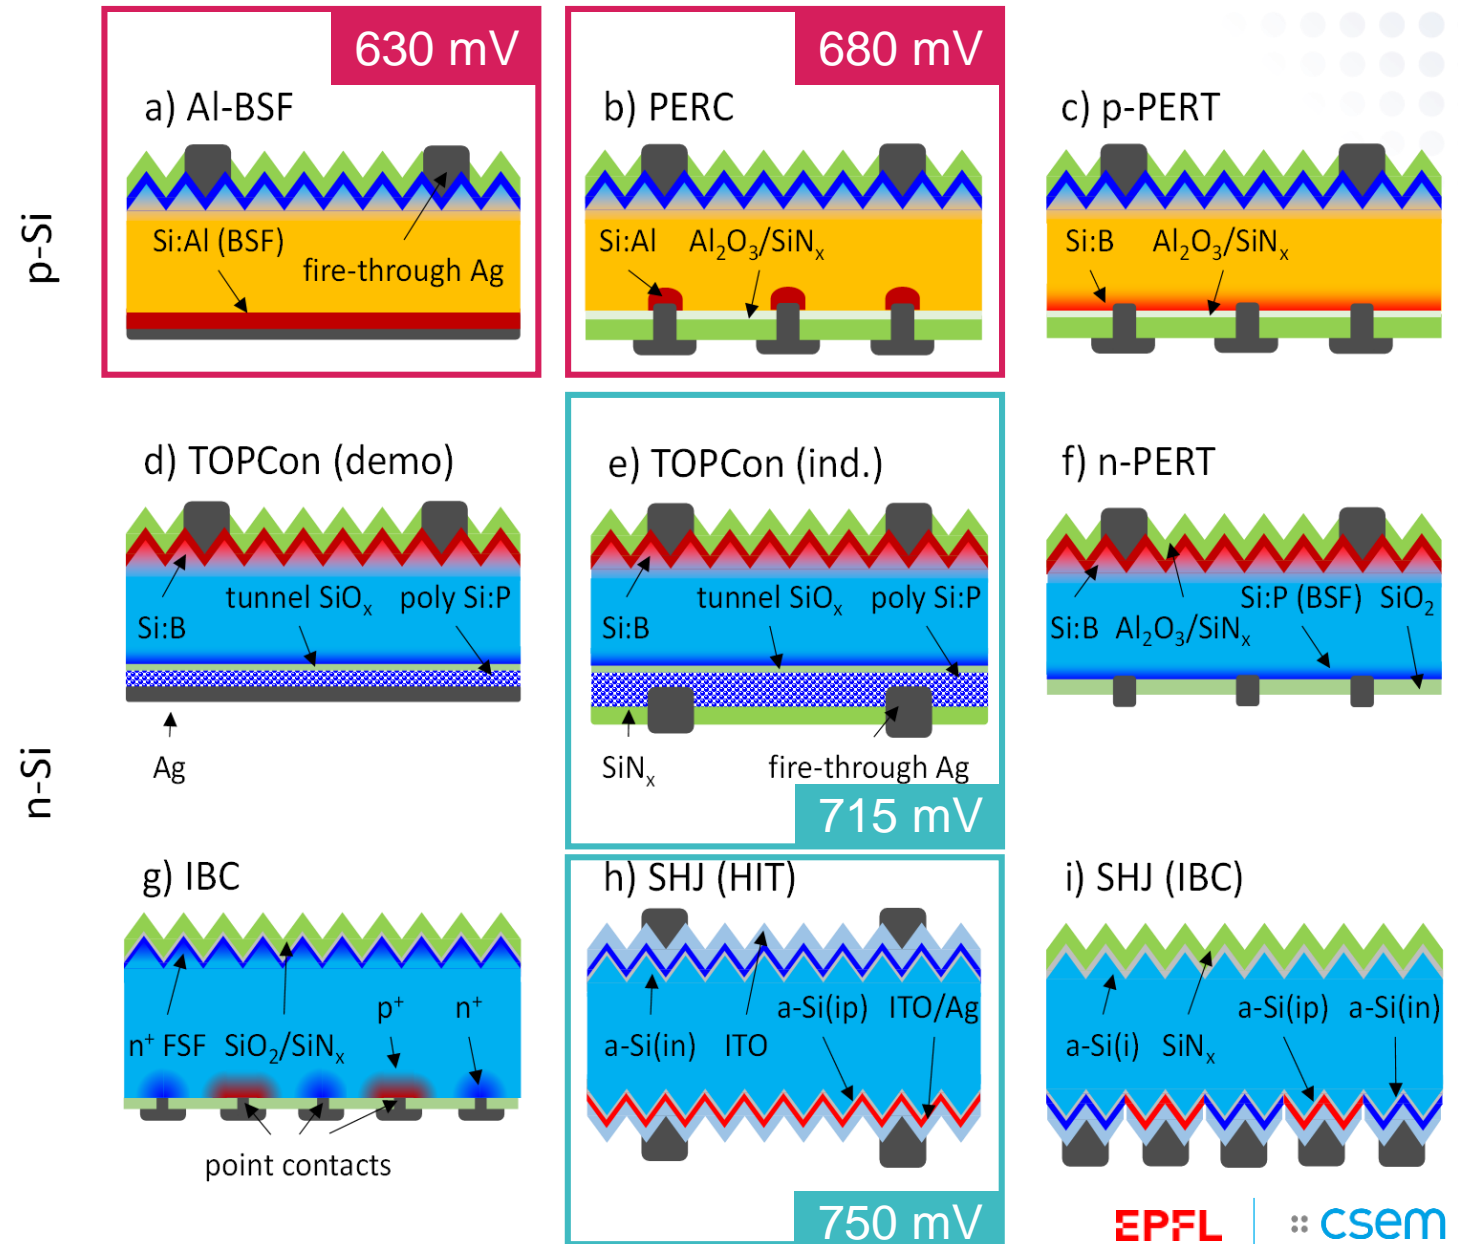 630 mV
680 mV
a) Al-BSF
b) PERC
c) p-PERT
p-Si
Si:Al (BSF)
fire-through Ag
Si:Al
Al₂O₃/SiNₓ
Si:B
Al₂O₃/SiNₓ
d) TOPCon (demo)
e) TOPCon (ind.)
f) n-PERT
n-Si
tunnel SiOₓ
poly Si:P
Si:B
Ag
tunnel SiOₓ
poly Si:P
Si:B
SiNₓ
fire-through Ag
715 mV
Si:P (BSF)
SiO₂
Si:B
Al₂O₃/SiNₓ
g) IBC
h) SHJ (HIT)
i) SHJ (IBC)
p⁺
n⁺
n⁺ FSF
SiO₂/SiNₓ
point contacts
a-Si(ip)
ITO/Ag
a-Si(in)
ITO
750 mV
a-Si(ip)
a-Si(in)
a-Si(i)
SiNₓ
EPFL
csem